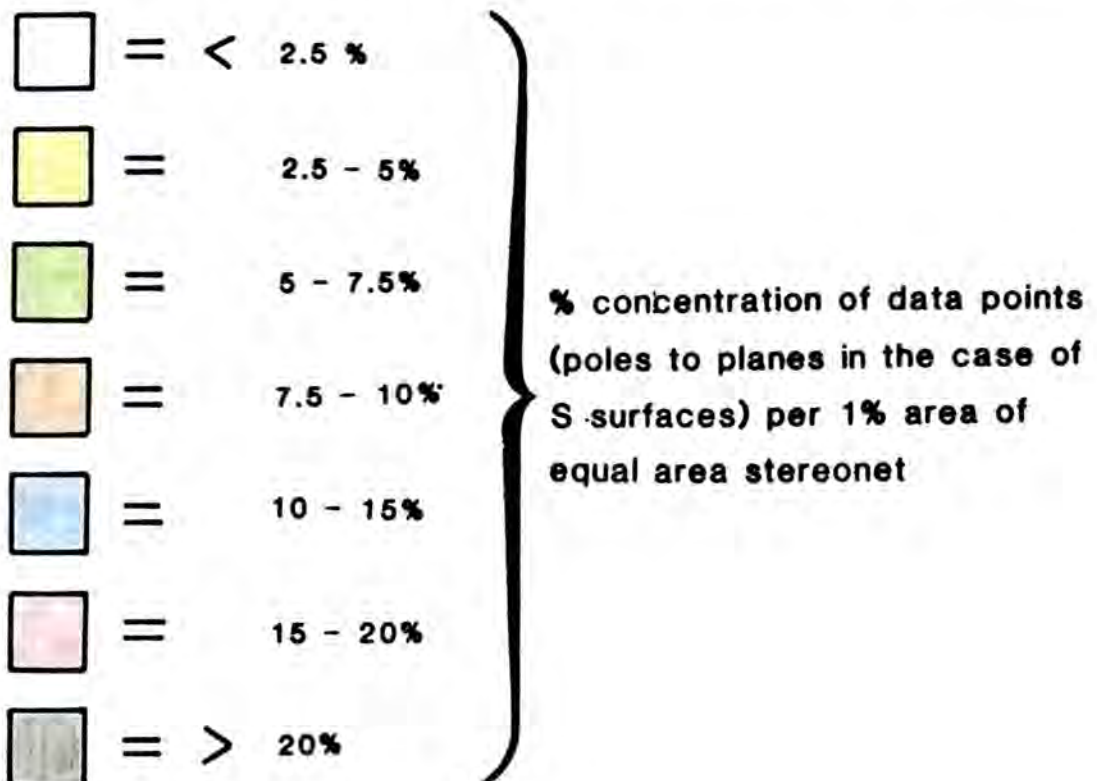 = < 2.5 %
= 2.5 - 5%
= 5 - 7.5%
= 7.5 - 10%
= 10 - 15%
= 15 - 20%
= > 20%
% concentration of data points
(poles to planes in the case of
S surfaces) per 1% area of
equal area stereonet